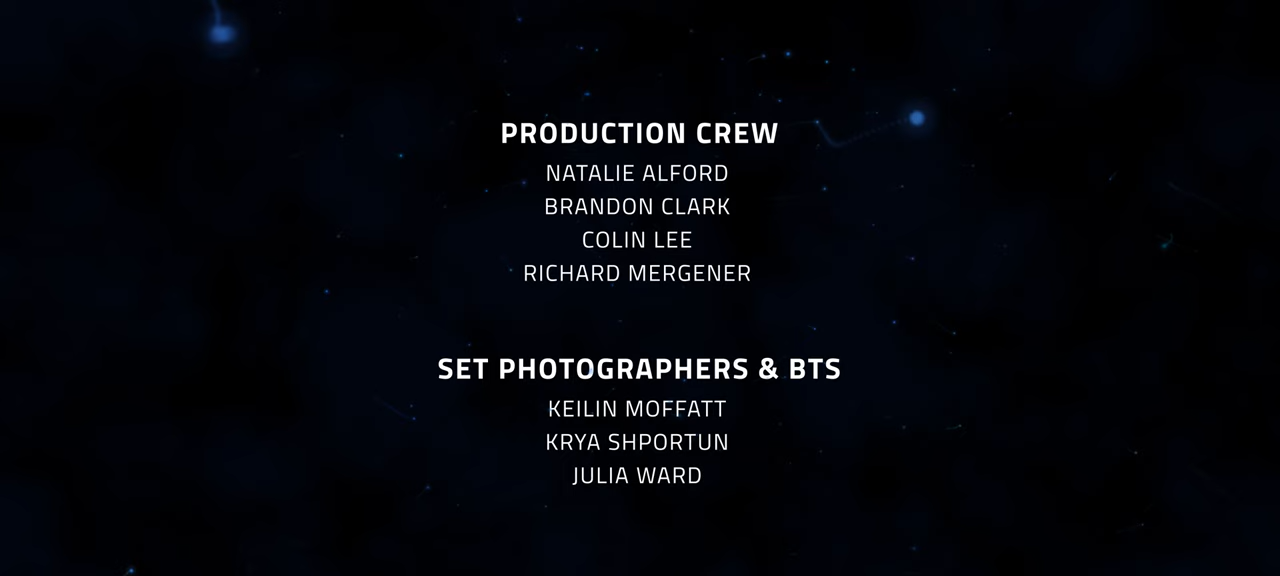 PRODUCTION CREW
NATALIE ALFORD
BRANDON CLARK
COLIN LEE
RICHARD MERGENER
SET PHOTOGRAPHERS & BTS
KEILIN MOFFATT
KRYA SHPORTUN
JULIA WARD